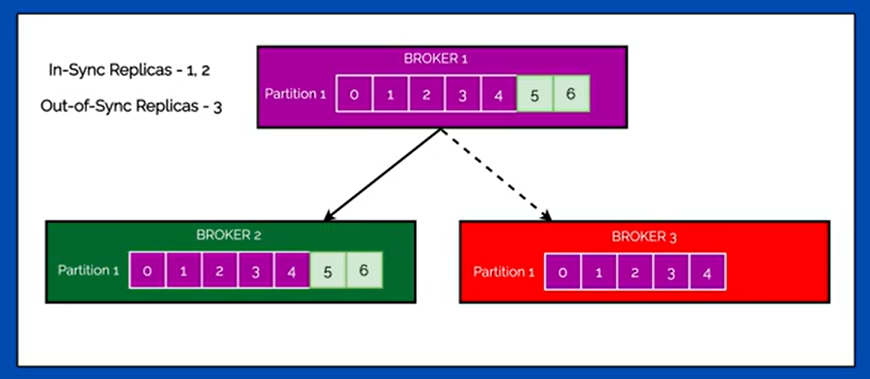 In-Sync Replicas - 1, 2
Out-of-Sync Replicas - 3
BROKER 1
Partition 1 0 1 2 3 4 5 6
BROKER 2
Partition 1 0 1 2 3 4 5 6
BROKER 3
Partition 1 0 1 2 3 4